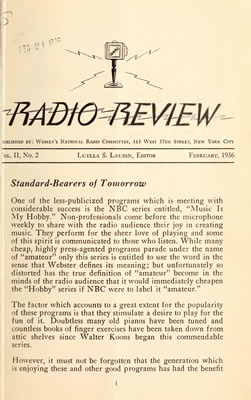 FEB 21 1936
RADIO REVIEW
PUBLISHED BY: WOMEN'S NATIONAL RADIO COMMITTEE, 113 WEST 57TH STREET, NEW YORK CITY
VOL. II, No. 2 LUELLA S. LAUDIN, Editor FEBRUARY, 1936
Standard-Bearers of Tomorrow
One of the less-publicized programs which is meeting with
considerable success is the NBC series entitled, "Music Is
My Hobby." Non-professionals come before the microphone
weekly to share with the radio audience their joy in creating
music. They perform for the sheer love of playing and some
of this spirit is communicated to those who listen. While many
cheap, highly press-agented programs parade under the name
of "amateur" only this series is entitled to use the word in the
sense that Webster defines its meaning; but unfortunately so
distorted has the true definition of "amateur" become in the
minds of the radio audience that it would immediately cheapen
the "Hobby" series if NBC were to label it "amateur."
The factor which accounts to a great extent for the popularity
of these programs is that they stimulate a desire to play for the
fun of it. Doubtless many old pianos have been tuned and
countless books of finger exercises have been taken down from
attic shelves since Walter Koons began this commendable
series.
However, it must not be forgotten that the generation which
is enjoying these and other good programs has had the benefit
1